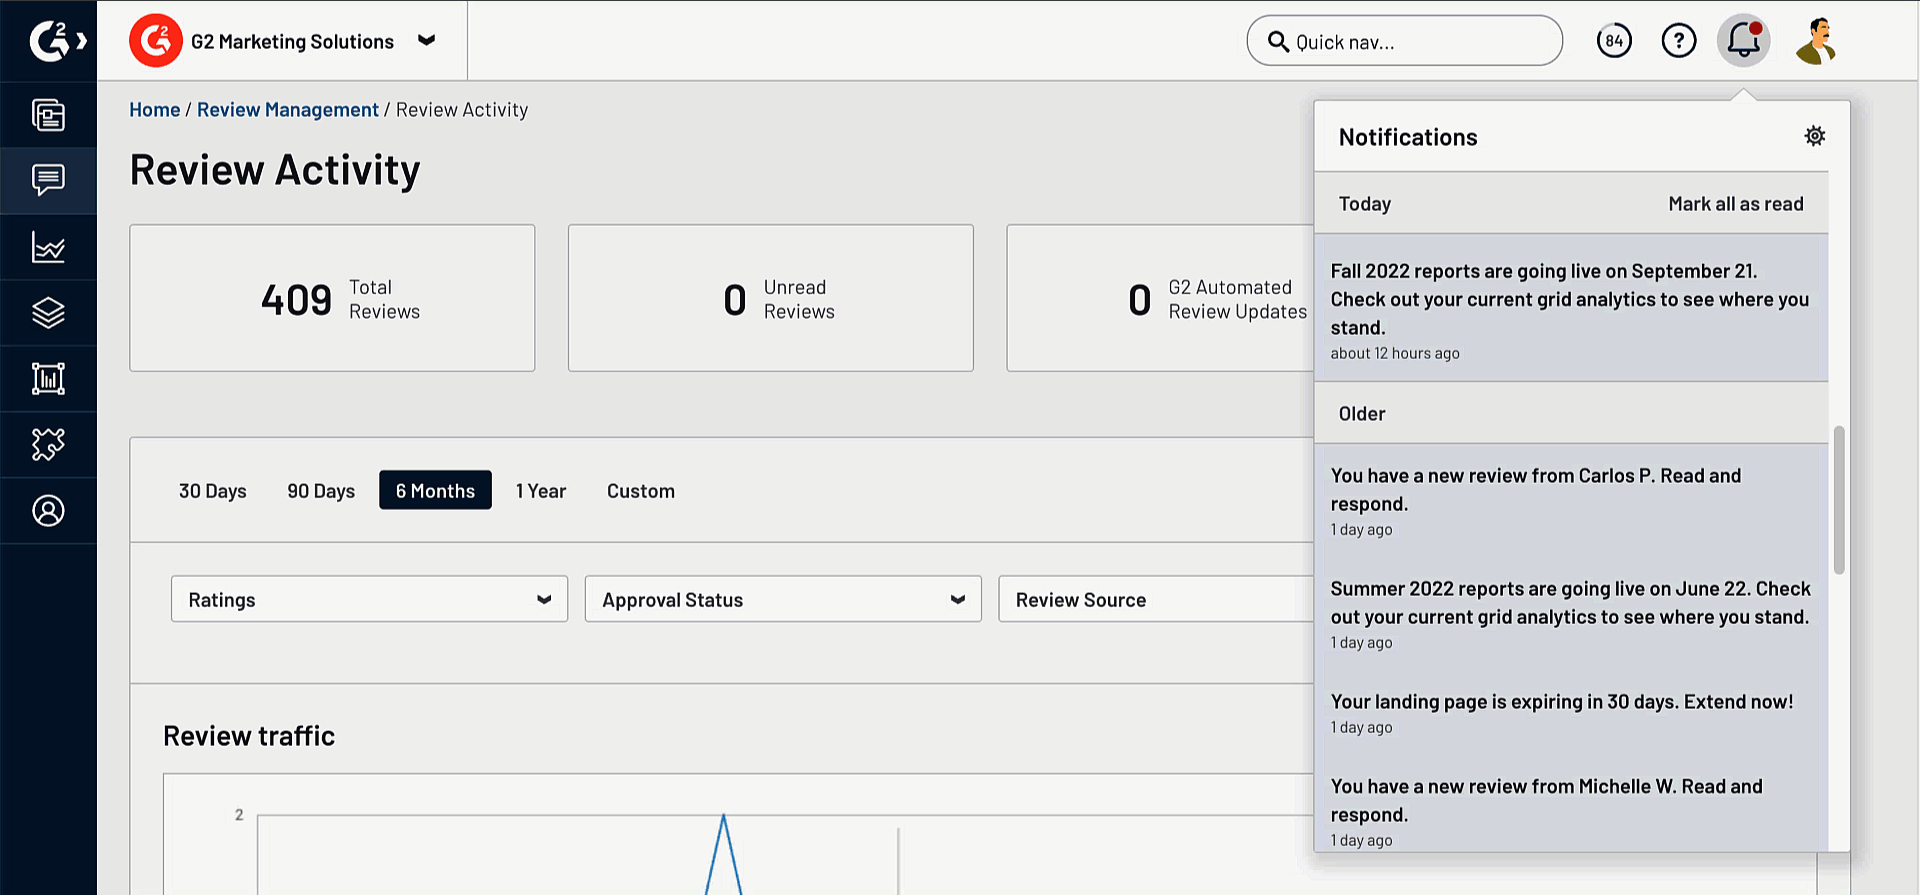 G2
G2 G2 Marketing Solutions
Quick nav...
84
?
Home / Review Management / Review Activity
Review Activity
409 Total
Reviews
0 Unread
Reviews
0 G2 Automated
Review Updates
30 Days 90 Days 6 Months 1 Year Custom
Ratings Approval Status Review Source
Review traffic
2
Notifications
Today Mark all as read
Fall 2022 reports are going live on September 21.
Check out your current grid analytics to see where you
stand.
about 12 hours ago
Older
You have a new review from Carlos P. Read and
respond.
1 day ago
Summer 2022 reports are going live on June 22. Check
out your current grid analytics to see where you stand.
1 day ago
Your landing page is expiring in 30 days. Extend now!
1 day ago
You have a new review from Michelle W. Read and
respond.
1 day ago